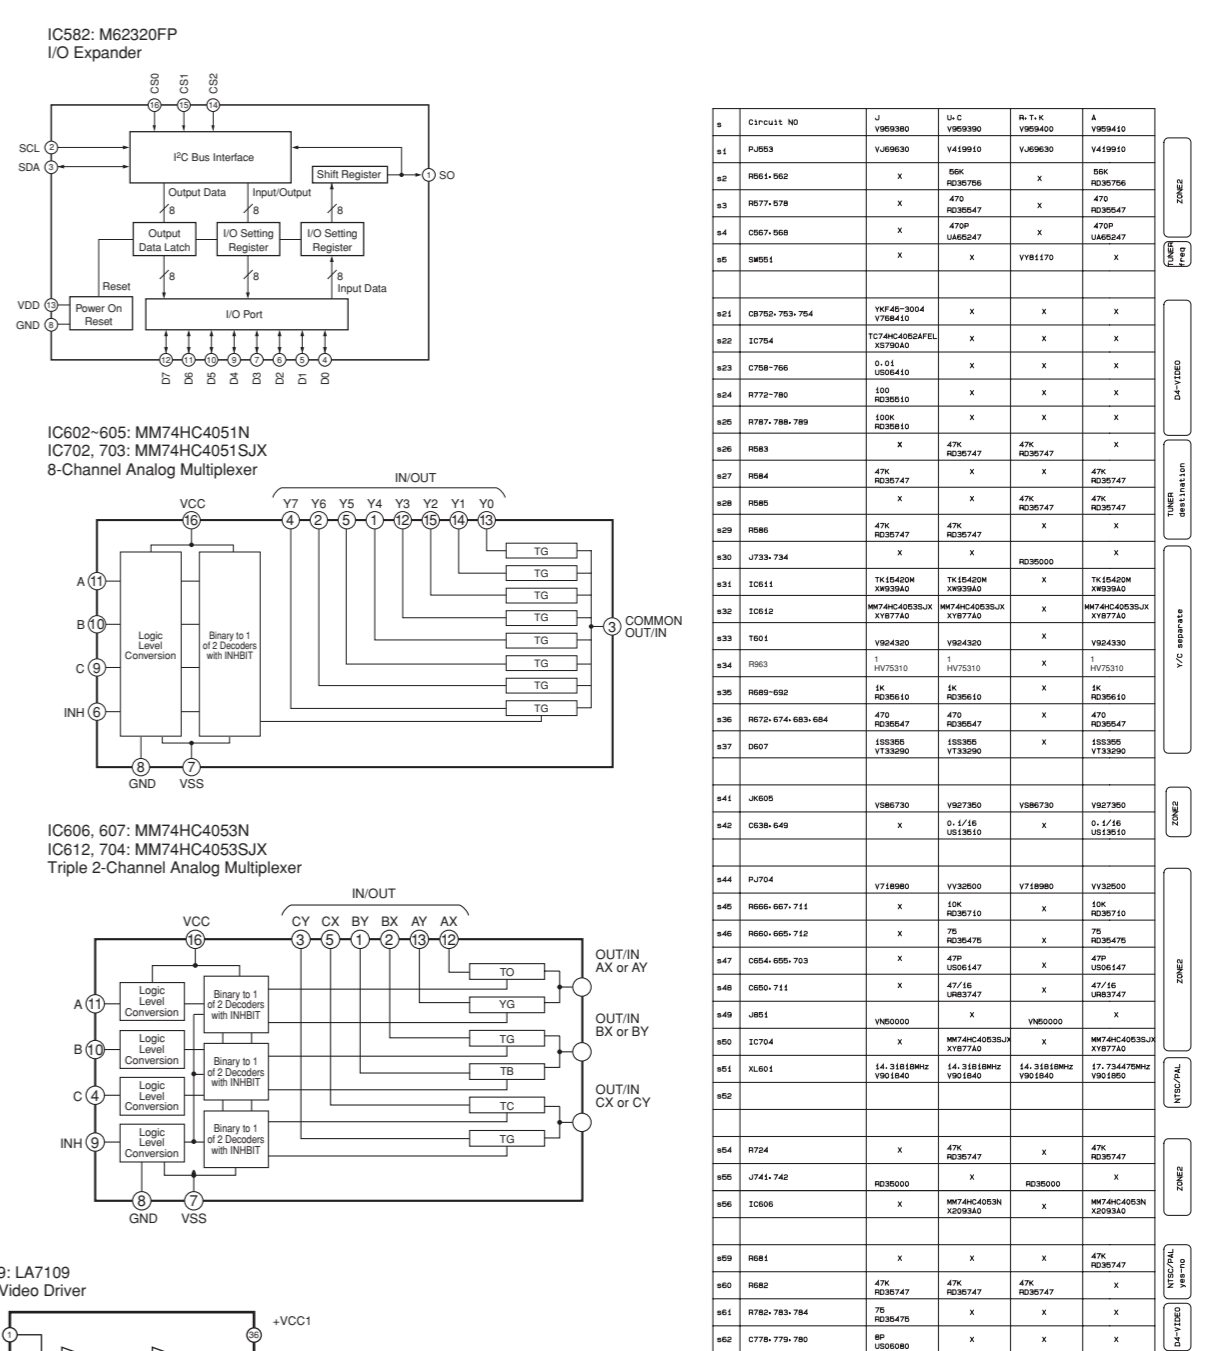 IC582: M62320FP
I/O Expander
CS0 CS1 CS2
16 15 14
SCL 2
SDA 3
I²C Bus Interface
Shift Register
1 SO
Output Data
Input/Output
8 8 8
Output Data Latch
I/O Setting Register
I/O Setting Register
8 8 8
Reset
Input Data
VDD 13
GND 8
Power On Reset
I/O Port
12 11 10 9 7 6 5 4
D7 D6 D5 D4 D3 D2 D1 D0
IC602~605: MM74HC4051N
IC702, 703: MM74HC4051SJX
8-Channel Analog Multiplexer
IN/OUT
VCC Y7 Y6 Y5 Y4 Y3 Y2 Y1 Y0
16 4 2 5 1 12 15 14 13
TG
TG
TG
TG
TG
TG
TG
TG
A 11
B 10
C 9
INH 6
Logic Level Conversion
Binary to 1 of 2 Decoders with INHBIT
3 COMMON OUT/IN
8 7
GND VSS
IC606, 607: MM74HC4053N
IC612, 704: MM74HC4053SJX
Triple 2-Channel Analog Multiplexer
IN/OUT
VCC CY CX BY BX AY AX
16 3 5 1 2 13 12
A 11
B 10
C 4
INH 9
Logic Level Conversion
Logic Level Conversion
Logic Level Conversion
Logic Level Conversion
Binary to 1 of 2 Decoders with INHBIT
Binary to 1 of 2 Decoders with INHBIT
Binary to 1 of 2 Decoders with INHBIT
TO
YG
TG
TB
TC
TG
OUT/IN AX or AY
OUT/IN BX or BY
OUT/IN CX or CY
8 7
GND VSS
9: LA7109
Video Driver
1 36 +VCC1
s Circuit NO J V959380 U.C V959390 R.T.K V959400 A V959410
s1 PJ553 VJ69630 V419910 VJ69630 V419910
s2 R561.562 X 56K RD35756 X 56K RD35756
s3 R577.578 X 470 RD35547 X 470 RD35547
s4 C567.568 X 470P UA65247 X 470P UA65247
ZONE2
s5 SW551 X X VY81170 X
TUNER freq
s21 CB752.753.754 YKF45-3004 V768410 X X X
s22 IC754 TC74HC4052AFEL XS790A0 X X X
s23 C758-766 0.01 US06410 X X X
s24 R772-780 100 RD35510 X X X
s25 R787.788.789 100K RD35810 X X X
D4-VIDEO
s26 R583 X 47K RD35747 47K RD35747 X
s27 R584 47K RD35747 X X 47K RD35747
s28 R585 X X 47K RD35747 47K RD35747
s29 R586 47K RD35747 47K RD35747 X X
TUNER destination
s30 J733.734 X X RD35000 X
s31 IC611 TK15420M XW939A0 TK15420M XW939A0 X TK15420M XW939A0
s32 IC612 MM74HC4053SJX XY877A0 MM74HC4053SJX XY877A0 X MM74HC4053SJX XY877A0
s33 T601 V924320 V924320 X V924330
s34 R963 1 HV75310 1 HV75310 X 1 HV75310
s35 R689~692 1K RD35610 1K RD35610 X 1K RD35610
s36 R672.674.683.684 470 RD35547 470 RD35547 X 470 RD35547
s37 D607 1SS355 VT33290 1SS355 VT33290 X 1SS355 VT33290
Y/C separate
s41 JK605 VS86730 V927350 VS86730 V927350
s42 C638.649 X 0.1/16 US13510 X 0.1/16 US13510
ZONE2
s44 PJ704 V718980 VV32500 V718980 VV32500
s45 R666.667.711 X 10K RD35710 X 10K RD35710
s46 R660.665.712 X 75 RD35475 X 75 RD35475
s47 C654.655.703 X 47P US06147 X 47P US06147
s48 C650.711 X 47/16 UR83747 X 47/16 UR83747
s49 J851 VN50000 X VN50000 X
s50 IC704 X MM74HC4053SJX XY877A0 X MM74HC4053SJX XY877A0
ZONE2
s51 XL601 14.31818MHz V901840 14.31818MHz V901840 14.31818MHz V901840 17.734475MHz V901850
s52
NTSC/PAL
s54 R724 X 47K RD35747 X 47K RD35747
s55 J741.742 RD35000 X RD35000 X
s56 IC606 X MM74HC4053N X2093A0 X MM74HC4053N X2093A0
ZONE2
s59 R681 X X X 47K RD35747
s60 R682 47K RD35747 47K RD35747 47K RD35747 X
NTSC/PAL yes-no
s61 R782.783.784 75 RD35475 X X X
s62 C778.779.780 8P US06080 X X X
D4-VIDEO